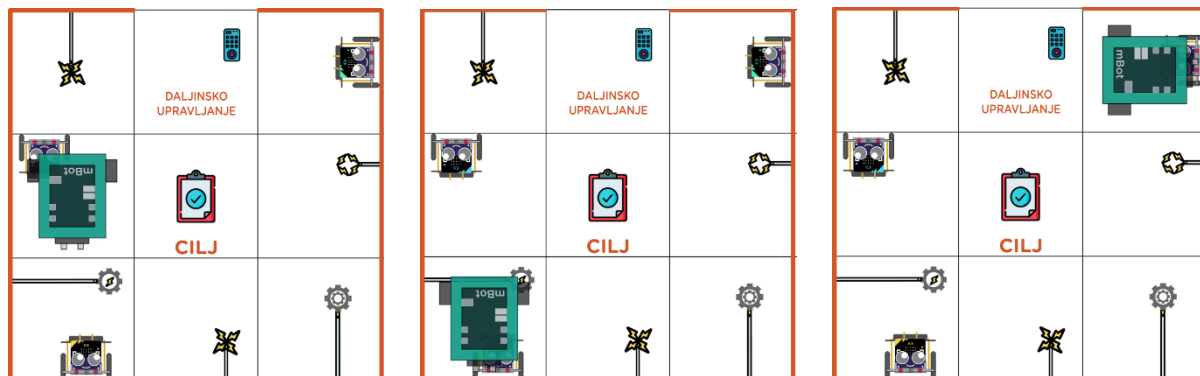 DALJINSKO
UPRAVLJANJE
mBot
CILJ
DALJINSKO
UPRAVLJANJE
CILJ
mBot
mBot
DALJINSKO
UPRAVLJANJE
CILJ